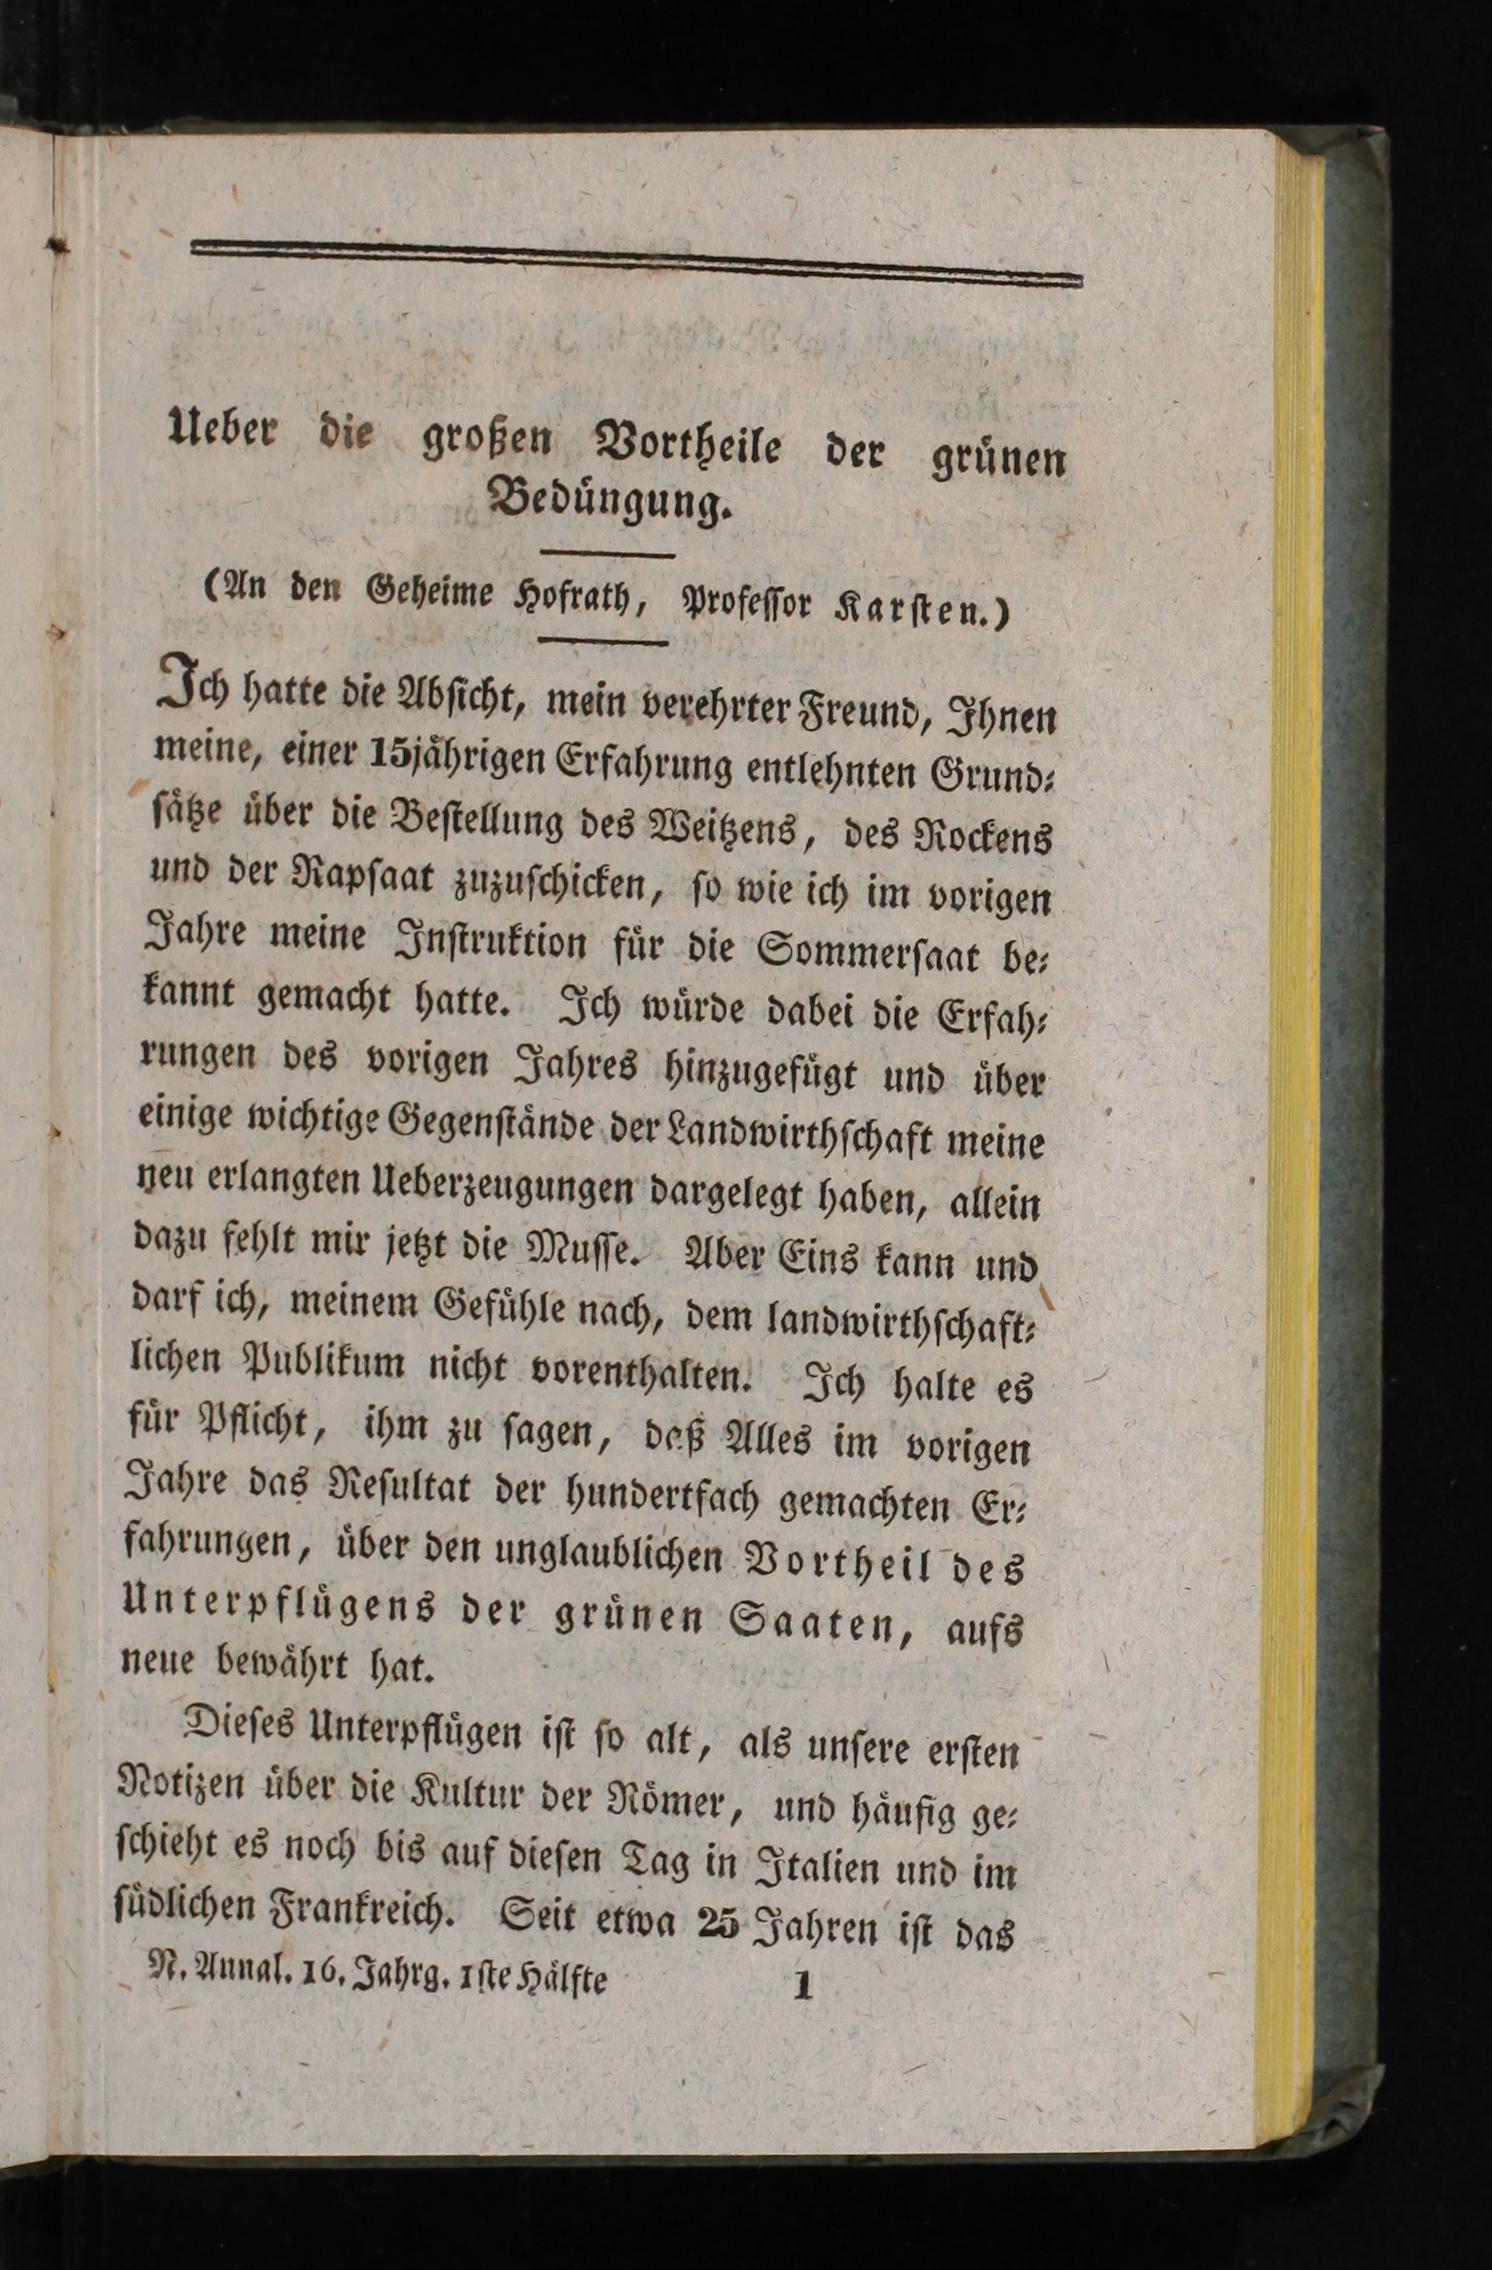 Ueber die großen Vortheile der grünen
Bedüngung.
(An den Geheime Hofrath, Professor Karsten.)
Ich hatte die Absicht, mein verehrter Freund, Ihnen
meine, einer 15jährigen Erfahrung entlehnten Grund⸗
sätze über die Bestellung des Weitzens, des Rockens
und der Rapsaat zuzuschicken, so wie ich im vorigen
Jahre meine Instruktion für die Sommersaat be⸗
kannt gemacht hatte. Ich würde dabei die Erfah⸗
rungen des vorigen Jahres hinzugefügt und über
einige wichtige Gegenstände der Landwirthschaft meine
neu erlangten Ueberzeugungen dargelegt haben, allein
dazu fehlt mir jetzt die Musse. Aber Eins kann und
darf ich, meinem Gefühle nach, dem landwirthschaft⸗
lichen Publikum nicht vorenthalten. Ich halte es
für Pflicht, ihm zu sagen, daß Alles im vorigen
Jahre das Resultat der hundertfach gemachten Er⸗
fahrungen, über den unglaublichen Vortheil des
Unterpflügens der grünen Saaten, aufs
neue bewährt hat.
Dieses Unterpflügen ist so alt, als unsere ersten
Notizen über die Kultur der Römer, und häufig ge⸗
schieht es noch bis auf diesen Tag in Italien und im
südlichen Frankreich. Seit etwa 25 Jahren ist das
N. Annal. 16. Jahrg. 1ste Hälfte 1